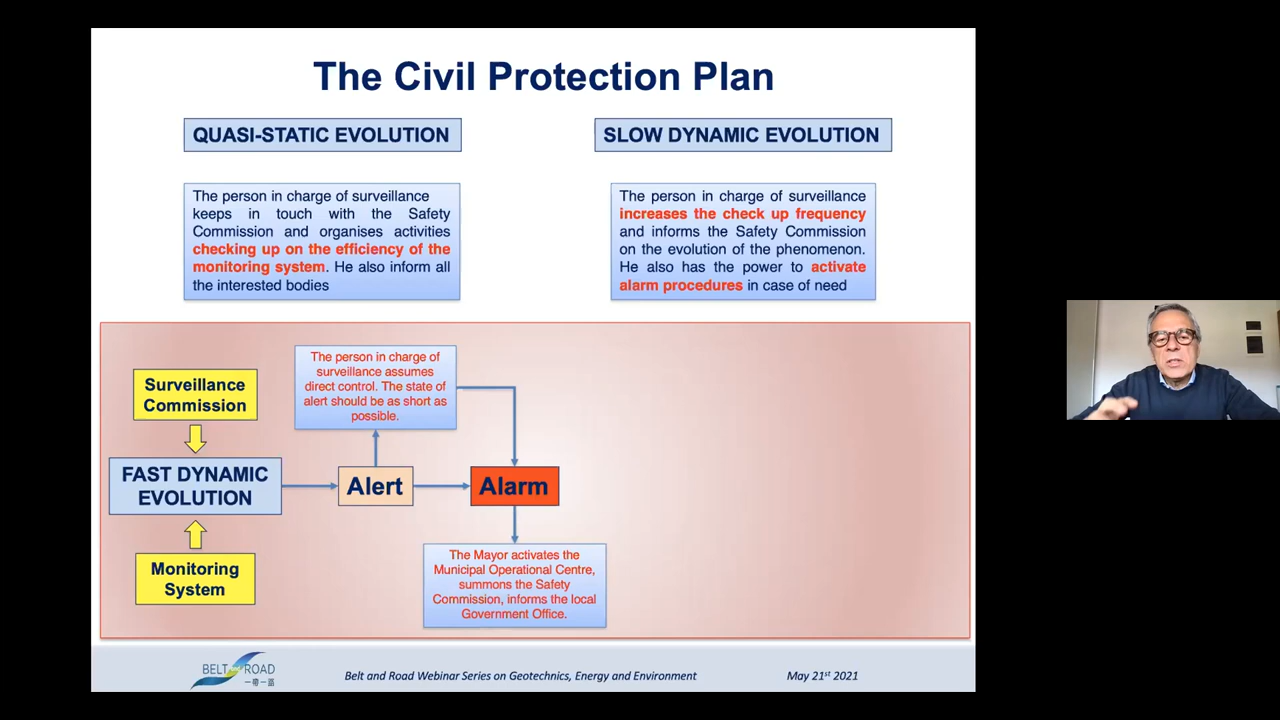 The Civil Protection Plan
QUASI-STATIC EVOLUTION
SLOW DYNAMIC EVOLUTION
The person in charge of surveillance
keeps in touch with the Safety
Commission and organises activities
checking up on the efficiency of the
monitoring system. He also inform all
the interested bodies
The person in charge of surveillance
increases the check up frequency
and informs the Safety Commission
on the evolution of the phenomenon.
He also has the power to activate
alarm procedures in case of need
Surveillance
Commission
FAST DYNAMIC
EVOLUTION
Monitoring
System
The person in charge of
surveillance assumes
direct control. The state of
alert should be as short as
possible.
Alert
Alarm
The Mayor activates the
Municipal Operational Centre,
summons the Safety
Commission, informs the local
Government Office.
BELT and ROAD
一帶一路
Belt and Road Webinar Series on Geotechnics, Energy and Environment
May 21st 2021